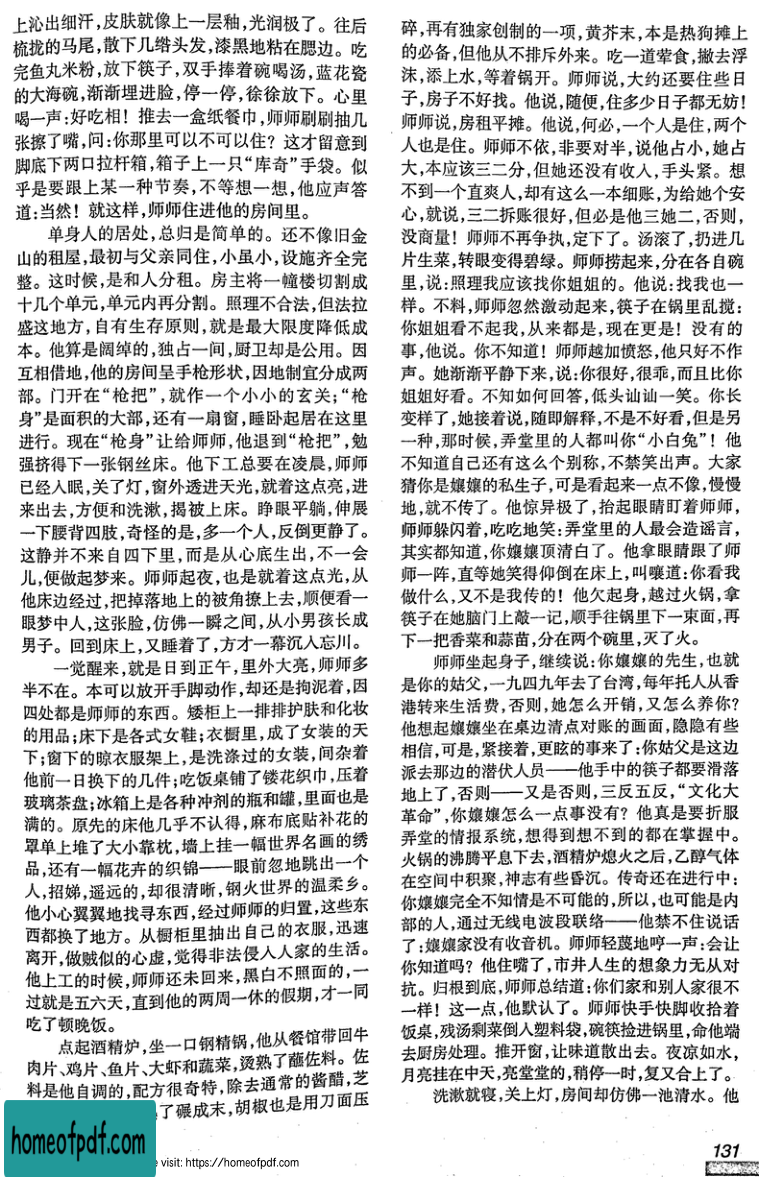 上沁出细汗，皮肤就像上一层釉，光润极了。往后
梳拢的马尾，散下几绺头发，漆黑地粘在腮边。吃
完鱼丸米粉，放下筷子，双手捧着碗喝汤，蓝花瓷
的大海碗，渐渐埋进脸，停一停，徐徐放下。心里
喝一声：好吃相！推去一盒纸餐巾，师师刷刷抽几
张擦了嘴，问：你那里可以不可以住？这才留意到
脚底下两口拉杆箱，箱子上一只“库奇”手袋。似
乎是要跟上某一种节奏，不等想一想，他应声答
道：当然！就这样，师师住进他的房间里。
单身人的居处，总归是简单的。还不像旧金
山的租屋，最初与父亲同住，小虽小，设施齐全完
整。这时候，是和人分租。房主将一幢楼切割成
十几个单元，单元内再分割。照理不合法，但法拉
盛这地方，自有生存原则，就是最大限度降低成
本。他算是阔绰的，独占一间，厨卫却是公用。因
互相借地，他的房间呈手枪形状，因地制宜分成两
部。门开在“枪把”，就作一个小小的玄关；“枪
身”是面积的大部，还有一扇窗，睡卧起居在这里
进行。现在“枪身”让给师师，他退到“枪把”，勉
强挤得下一张钢丝床。他下工总要在凌晨，师师
已经入眠，关了灯，窗外透进天光，就着这点亮，进
来出去，方便和洗漱，揭被上床。睁眼平躺，伸展
一下腰背四肢，奇怪的是，多一个人，反倒更静了。
这静并不来自四下里，而是从心底生出，不一会
儿，便做起梦来。师师起夜，也是就着这点光，从
他床边经过，把掉落地上的被角撩上去，顺便看一
眼梦中人，这张脸，仿佛一瞬之间，从小男孩长成
男子。回到床上，又睡着了，方才一幕沉入忘川。
一觉醒来，就是日到正午，里外大亮，师师多
半不在。本可以放开手脚动作，却还是拘泥着，因
四处都是师师的东西。矮柜上一排排护肤和化妆
的用品；床下是各式女鞋；衣橱里，成了女装的天
下；窗下的晾衣服架上，是洗涤过的女装，间杂着
他前一日换下的几件；吃饭桌铺了镂花织巾，压着
玻璃茶盘；冰箱上是各种冲剂的瓶和罐，里面也是
满的。原先的床他几乎不认得，麻布底贴补花的
罩单上堆了大小靠枕，墙上挂一幅世界名画的绣
品，还有一幅花卉的织锦——眼前忽地跳出一个
人，招娣，遥远的，却很清晰，钢火世界的温柔乡。
他小心翼翼地找寻东西，经过师师的归置，这些东
西都换了地方。从橱柜里抽出自己的衣服，迅速
离开，做贼似的心虚，觉得非法侵入人家的生活。
他上工的时候，师师还未回来，黑白不照面的，一
过就是五六天，直到他的两周一休的假期，才一同
吃了顿晚饭。
点起酒精炉，坐一口钢精锅，他从餐馆带回牛
肉片、鸡片、鱼片、大虾和蔬菜，烫熟了蘸佐料。佐
料是他自调的，配方很奇特，除去通常的酱醋，芝
了碾成末，胡椒也是用刀面压
碎，再有独家创制的一项，黄芥末，本是热狗摊上
的必备，但他从不排斥外来。吃一道荤食，撇去浮
沫，添上水，等着锅开。师师说，大约还要住些日
子，房子不好找。他说，随便，住多少日子都无妨！
师师说，房租平摊。他说，何必，一个人是住，两个
人也是住。师师不依，非要对半，说他占小，她占
大，本应该三二分，但她还没有收入，手头紧。想
不到一个直爽人，却有这么一本细账，为给她个安
心，就说，三二拆账很好，但必是他三她二，否则，
没商量！师师不再争执，定下了。汤滚了，扔进几
片生菜，转眼变得碧绿。师师捞起来，分在各自碗
里，说：照理我应该找你姐姐的。他说：找我也一
样。不料，师师忽然激动起来，筷子在锅里乱搅：
你姐姐看不起我，从来都是，现在更是！没有的
事，他说。你不知道！师师越加愤怒，他只好不作
声。她渐渐平静下来，说：你很好，很乖，而且比你
姐姐好看。不知如何回答，低头讪讪一笑。你长
变样了，她接着说，随即解释，不是不好看，但是另
一种，那时候，弄堂里的人都叫你“小白兔”！他
不知道自己还有这么个别称，不禁笑出声。大家
猜你是嬢嬢的私生子，可是看起来一点不像，慢慢
地，就不传了。他惊异极了，抬起眼睛盯着师师，
师师躲闪着，吃吃地笑：弄堂里的人最会造谣言，
其实都知道，你嬢嬢顶清白了。他拿眼睛跟了师
师一阵，直等她笑得仰倒在床上，叫嚷道：你看我
做什么，又不是我传的！他欠起身，越过火锅，拿
筷子在她脑门上敲一记，顺手往锅里下一束面，再
下一把香菜和蒜苗，分在两个碗里，灭了火。
师师坐起身子，继续说：你嬢嬢的先生，也就
是你的姑父，一九四九年去了台湾，每年托人从香
港转来生活费，否则，她怎么开销，又怎么养你？
他想起嬢嬢坐在桌边清点对账的画面，隐隐有些
相信，可是，紧接着，更眩的事来了：你姑父是这边
派去那边的潜伏人员——他手中的筷子都要滑落
地上了，否则——又是否则，三反五反，“文化大
革命”，你嬢嬢怎么一点事没有？他真是要折服
弄堂的情报系统，想得到想不到的都在掌握中。
火锅的沸腾平息下去，酒精炉熄火之后，乙醇气体
在空间中积聚，神志有些昏沉。传奇还在进行中：
你嬢嬢完全不知情是不可能的，所以，也可能是内
部的人，通过无线电波段联络——他禁不住说话
了：嬢嬢家没有收音机。师师轻蔑地哼一声：会让
你知道吗？他住嘴了，市井人生的想象力无从对
抗。归根到底，师师总结道：你们家和别人家很不
一样！这一点，他默认了。师师快手快脚收拾着
饭桌，残汤剩菜倒入塑料袋，碗筷捡进锅里，命他端
去厨房处理。推开窗，让味道散出去。夜凉如水，
月亮挂在中天，亮堂堂的，稍停一时，复又合上了。
洗漱就寝，关上灯，房间却仿佛一池清水。他
131
homeofpdf.com
e visit: https://homeofpdf.com